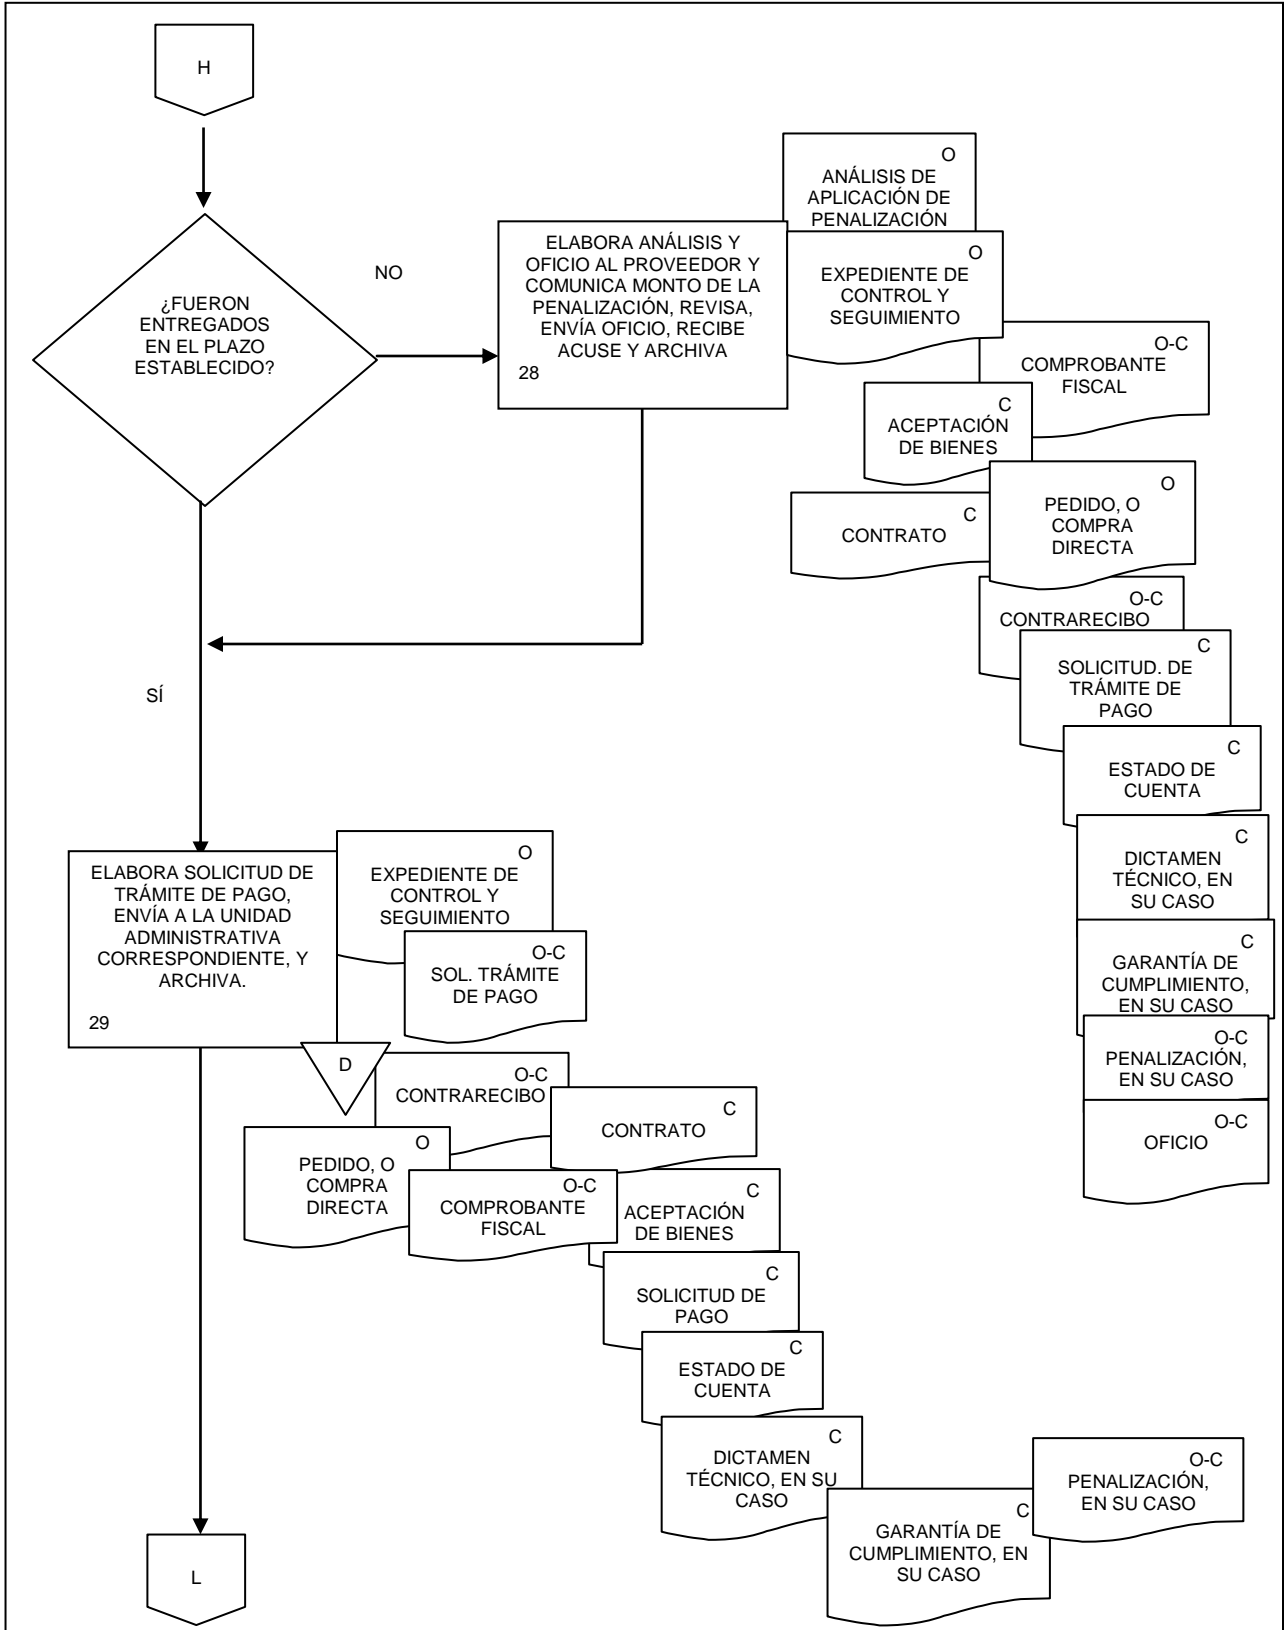 H
¿FUERON
ENTREGADOS
EN EL PLAZO
ESTABLECIDO?
NO
ELABORA ANÁLISIS Y
OFICIO AL PROVEEDOR Y
COMUNICA MONTO DE LA
PENALIZACIÓN, REVISA,
ENVÍA OFICIO, RECIBE
ACUSE Y ARCHIVA
28
O
ANÁLISIS DE
APLICACIÓN DE
PENALIZACIÓN
O
EXPEDIENTE DE
CONTROL Y
SEGUIMIENTO
O-C
COMPROBANTE
FISCAL
C
ACEPTACIÓN
DE BIENES
O
PEDIDO, O
COMPRA
DIRECTA
C
CONTRATO
O-C
CONTRARECIBO
C
SOLICITUD. DE
TRÁMITE DE
PAGO
C
ESTADO DE
CUENTA
C
DICTAMEN
TÉCNICO, EN
SU CASO
C
GARANTÍA DE
CUMPLIMIENTO,
EN SU CASO
O-C
PENALIZACIÓN,
EN SU CASO
O-C
OFICIO
SÍ
ELABORA SOLICITUD DE
TRÁMITE DE PAGO,
ENVÍA A LA UNIDAD
ADMINISTRATIVA
CORRESPONDIENTE, Y
ARCHIVA.
29
O
EXPEDIENTE DE
CONTROL Y
SEGUIMIENTO
O-C
SOL. TRÁMITE
DE PAGO
D
O-C
CONTRARECIBO
C
CONTRATO
O
PEDIDO, O
COMPRA
DIRECTA
O-C
COMPROBANTE
FISCAL
C
ACEPTACIÓN
DE BIENES
C
SOLICITUD DE
PAGO
C
ESTADO DE
CUENTA
C
DICTAMEN
TÉCNICO, EN SU
CASO
C
GARANTÍA DE
CUMPLIMIENTO, EN
SU CASO
O-C
PENALIZACIÓN,
EN SU CASO
L